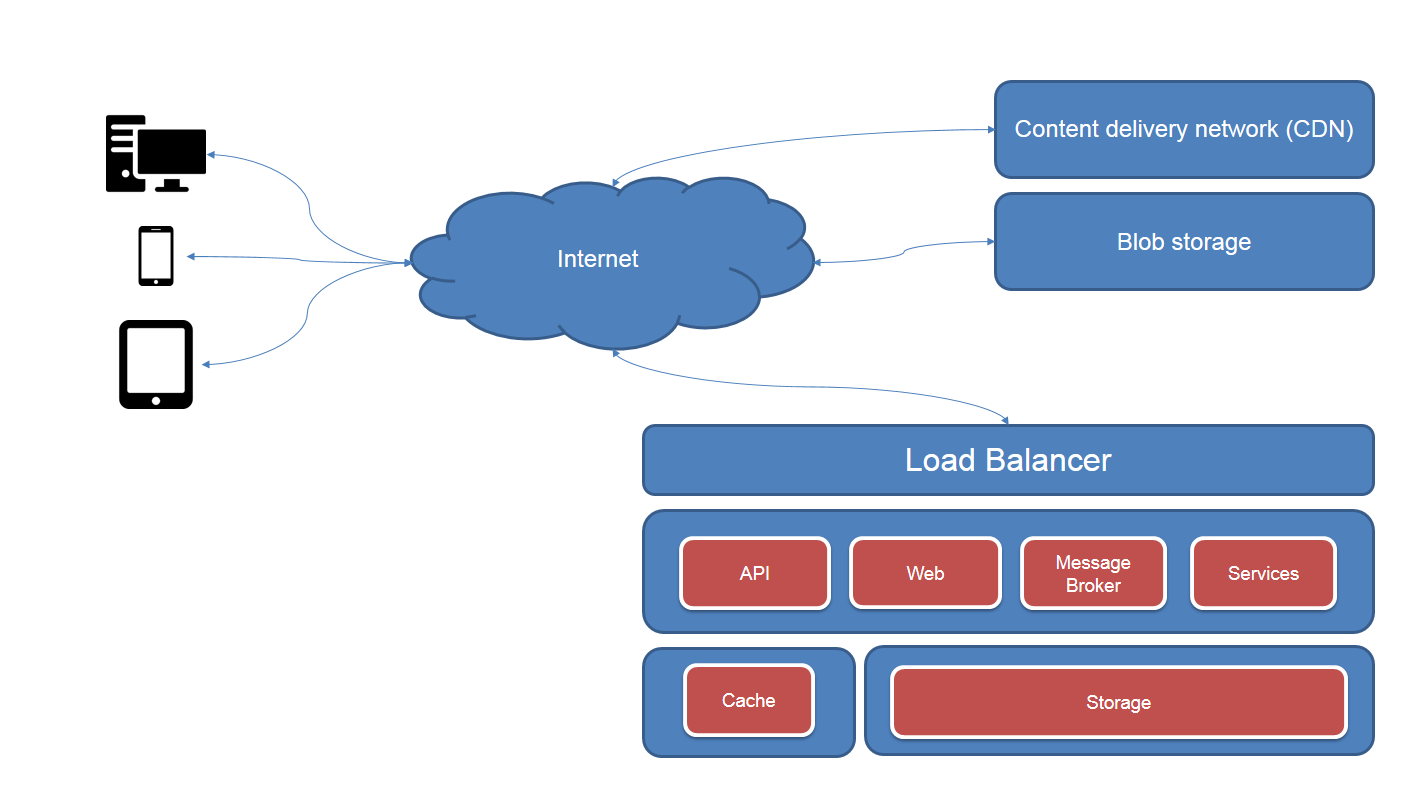 Content delivery network (CDN)
Internet
Blob storage
Load Balancer
API
Web
Message
Broker
Services
Cache
Storage